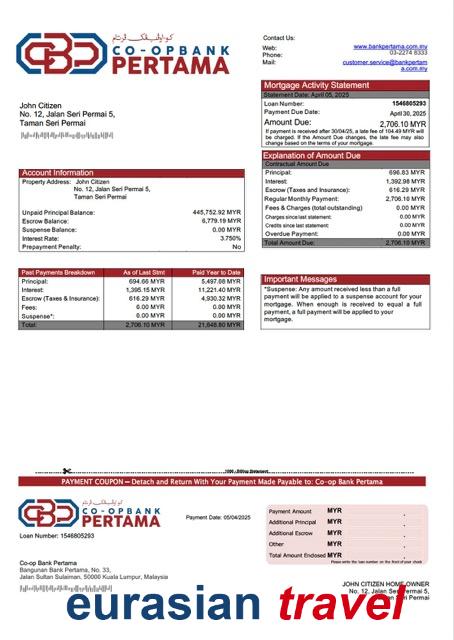 CO-OPBANK
PERTAMA
Contact Us:
Web: www.bankpertama.com.my
Phone: 03-2274 8333
Mail: customer.service@bankpertam
a.com.my
John Citizen
No. 12, Jalan Seri Permai 5,
Taman Seri Permai
Mortgage Activity Statement
Statement Date: April 05, 2025
Loan Number: 1546805293
Payment Due Date: April 30, 2025
Amount Due: 2,706.10 MYR
If payment is received after 30/04/25, a late fee of 104.49 MYR will
be charged. If the Amount Due changes, the late fee may also
change based on the terms of your mortgage.
Explanation of Amount Due
Contractual Amount Due
Principal: 696.83 MYR
Interest: 1,392.98 MYR
Escrow (Taxes and Insurance): 616.29 MYR
Regular Monthly Payment: 2,706.10 MYR
Fees & Charges (total outstanding) 0.00 MYR
Charges since last statement: 0.00 MYR
Credits since last statement: 0.00 MYR
Overdue Payment: 0.00 MYR
Total Amount Due: 2,706.10 MYR
Account Information
Property Address: John Citizen
No. 12, Jalan Seri Permai 5,
Taman Seri Permai
Unpaid Principal Balance: 445,752.92 MYR
Escrow Balance: 6,779.19 MYR
Suspense Balance: 0.00 MYR
Interest Rate: 3.750%
Prepayment Penalty: No
Past Payments Breakdown As of Last Stmt Paid Year to Date
Principal: 694.66 MYR 5,497.08 MYR
Interest: 1,395.15 MYR 11,221.40 MYR
Escrow (Taxes & Insurance): 616.29 MYR 4,930.32 MYR
Fees: 0.00 MYR 0.00 MYR
Suspense*: 0.00 MYR 0.00 MYR
Total: 2,706.10 MYR 21,648.80 MYR
Important Messages
*Suspense: Any amount received less than a full
payment will be applied to a suspense account for your
mortgage. When enough is received to equal a full
payment, a full payment will be applied to your
mortgage.
PAYMENT COUPON – Detach and Return With Your Payment Made Payable to: Co-op Bank Pertama
CO-OPBANK
PERTAMA
Loan Number: 1546805293
Payment Date: 05/04/2025
Payment Amount MYR .
Additional Principal MYR .
Additional Escrow MYR .
Other MYR .
Total Amount Enclosed MYR .
Please write the loan number on the front of your check
Co-op Bank Pertama
Bangunan Bank Pertama, No. 33,
Jalan Sultan Sulaiman, 50000 Kuala Lumpur, Malaysia
JOHN CITIZEN HOME OWNER
No. 12, Jalan Seri Permai 5,
Seri Permai
eurasian travel